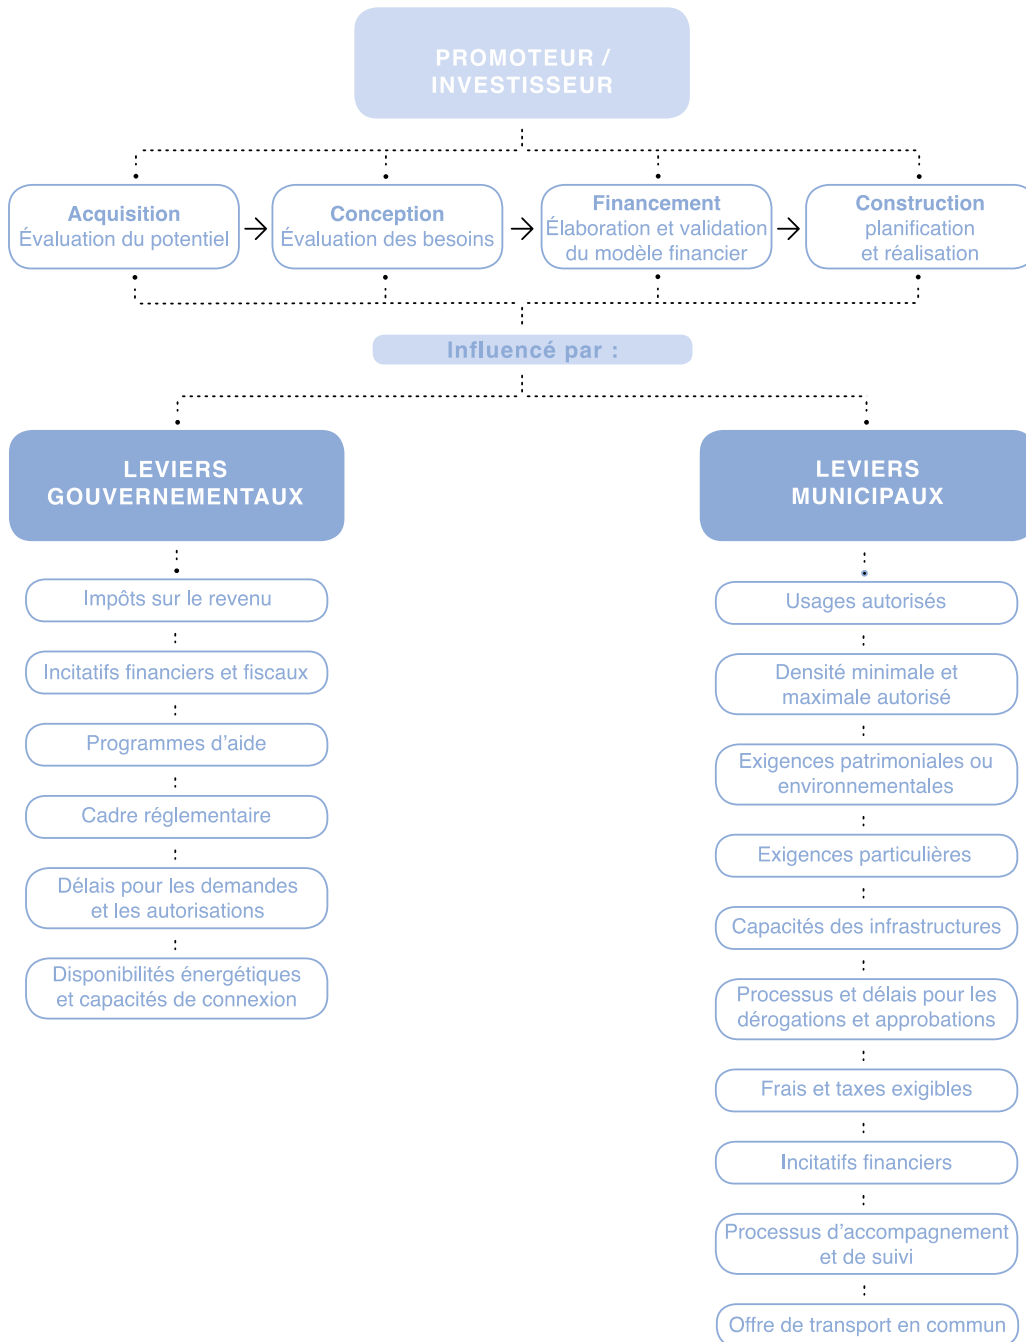 PROMOTEUR /
INVESTISSEUR
Acquisition
Évaluation du potentiel
Conception
Évaluation des besoins
Financement
Élaboration et validation
du modèle financier
Construction
planification
et réalisation
Influencé par :
LEVIERS
GOUVERNEMENTAUX
Impôts sur le revenu
Incitatifs financiers et fiscaux
Programmes d'aide
Cadre réglementaire
Délais pour les demandes
et les autorisations
Disponibilités énergétiques
et capacités de connexion
LEVIERS
MUNICIPAUX
Usages autorisés
Densité minimale et
maximale autorisé
Exigences patrimoniales ou
environnementales
Exigences particulières
Capacités des infrastructures
Processus et délais pour les
dérogations et approbations
Frais et taxes exigibles
Incitatifs financiers
Processus d'accompagnement
et de suivi
Offre de transport en commun